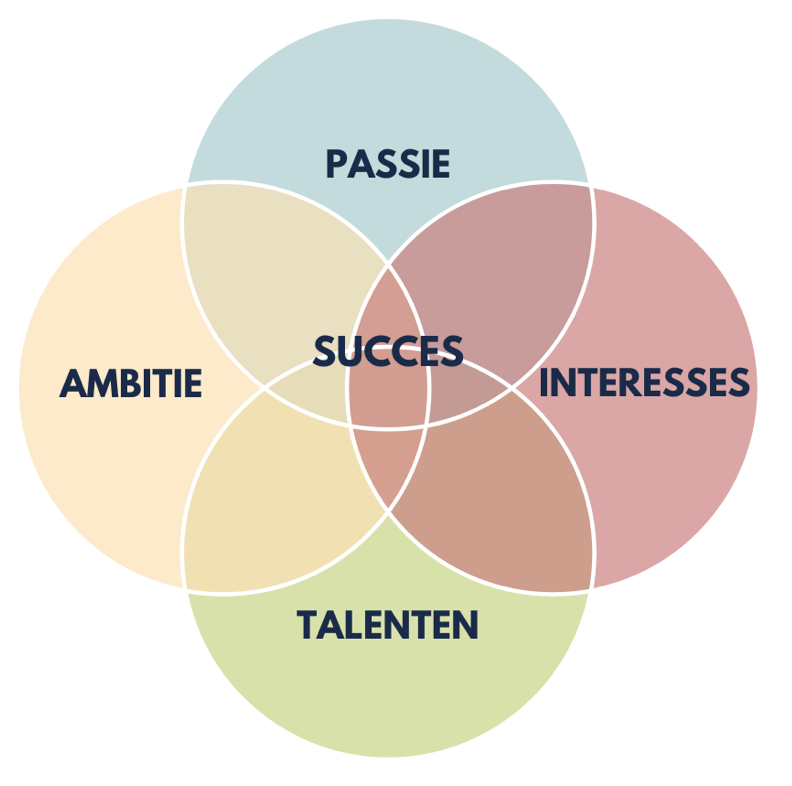 PASSIE
SUCCES
AMBITIE
INTERESSES
TALENTEN